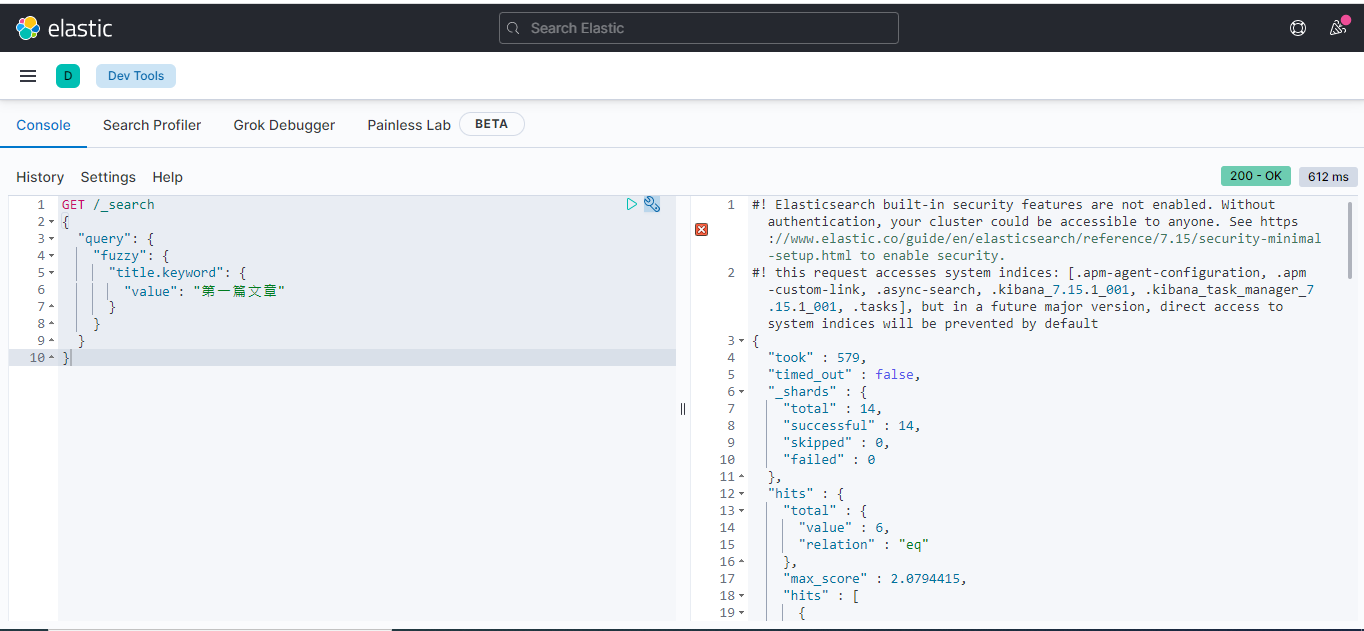 elastic
Search Elastic
D
Dev Tools
Console
Search Profiler
Grok Debugger
Painless Lab
BETA
History
Settings
Help
200 - OK
612 ms
1 GET /_search
2 {
3 "query": {
4 "fuzzy": {
5 "title.keyword": {
6 "value": "第一篇文章"
7 }
8 }
9 }
10 }
1 #! Elasticsearch built-in security features are not enabled. Without
authentication, your cluster could be accessible to anyone. See https
://www.elastic.co/guide/en/elasticsearch/reference/7.15/security-minimal
-setup.html to enable security.
2 #! this request accesses system indices: [.apm-agent-configuration, .apm
-custom-link, .async-search, .kibana_7.15.1_001, .kibana_task_manager_7
.15.1_001, .tasks], but in a future major version, direct access to
system indices will be prevented by default
3 {
4 "took" : 579,
5 "timed_out" : false,
6 "_shards" : {
7 "total" : 14,
8 "successful" : 14,
9 "skipped" : 0,
10 "failed" : 0
11 },
12 "hits" : {
13 "total" : {
14 "value" : 6,
15 "relation" : "eq"
16 },
17 "max_score" : 2.0794415,
18 "hits" : [
19 {